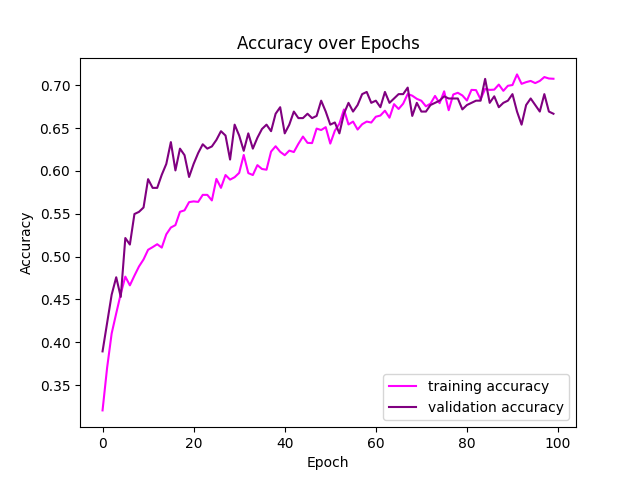 Accuracy over Epochs
Accuracy
0.70
0.65
0.60
0.55
0.50
0.45
0.40
0.35
training accuracy
validation accuracy
0 20 40 60 80 100
Epoch